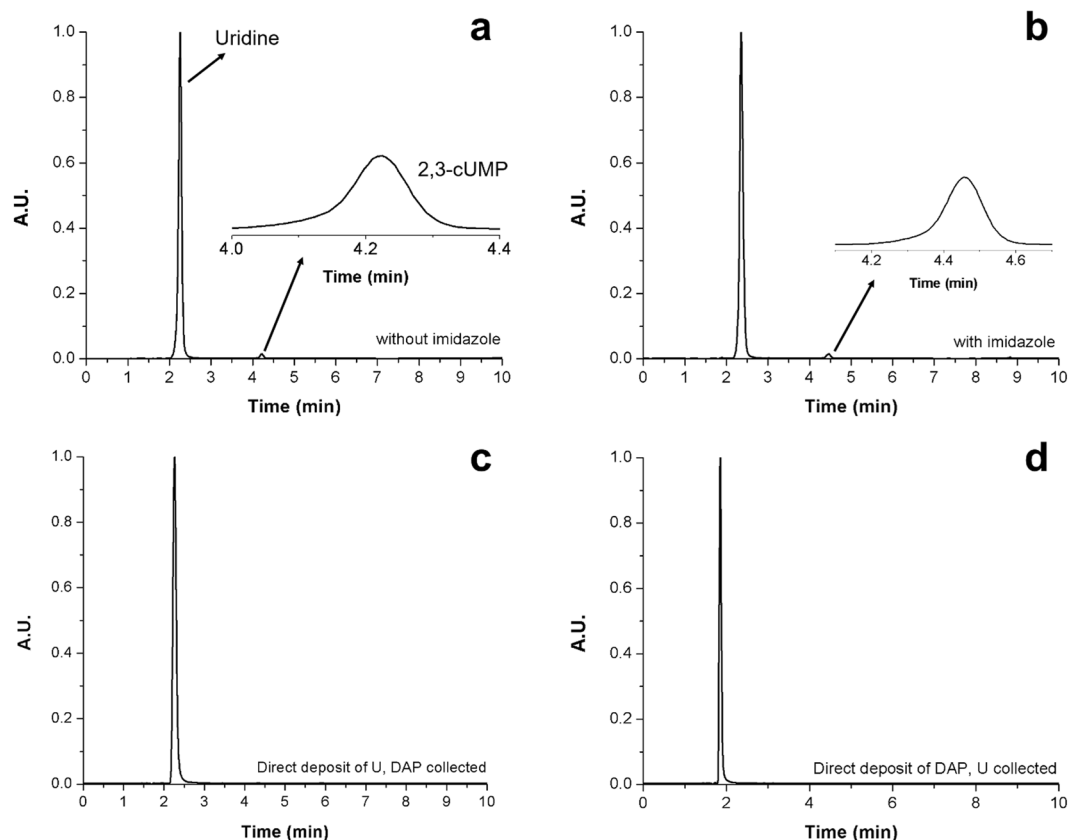 a
Uridine
1.0
0.8
0.6
0.4
0.2
0.0
A.U.
2,3-cUMP
4.0 4.2 4.4
Time (min)
without imidazole
0 1 2 3 4 5 6 7 8 9 10
Time (min)
b
1.0
0.8
0.6
0.4
0.2
0.0
A.U.
4.2 4.4 4.6
Time (min)
with imidazole
0 1 2 3 4 5 6 7 8 9 10
Time (min)
c
1.0
0.8
0.6
0.4
0.2
0.0
A.U.
Direct deposit of U, DAP collected
0 1 2 3 4 5 6 7 8 9 10
Time (min)
d
1.0
0.8
0.6
0.4
0.2
0.0
A.U.
Direct deposit of DAP, U collected
0 2 4 6 8 10
Time (min)